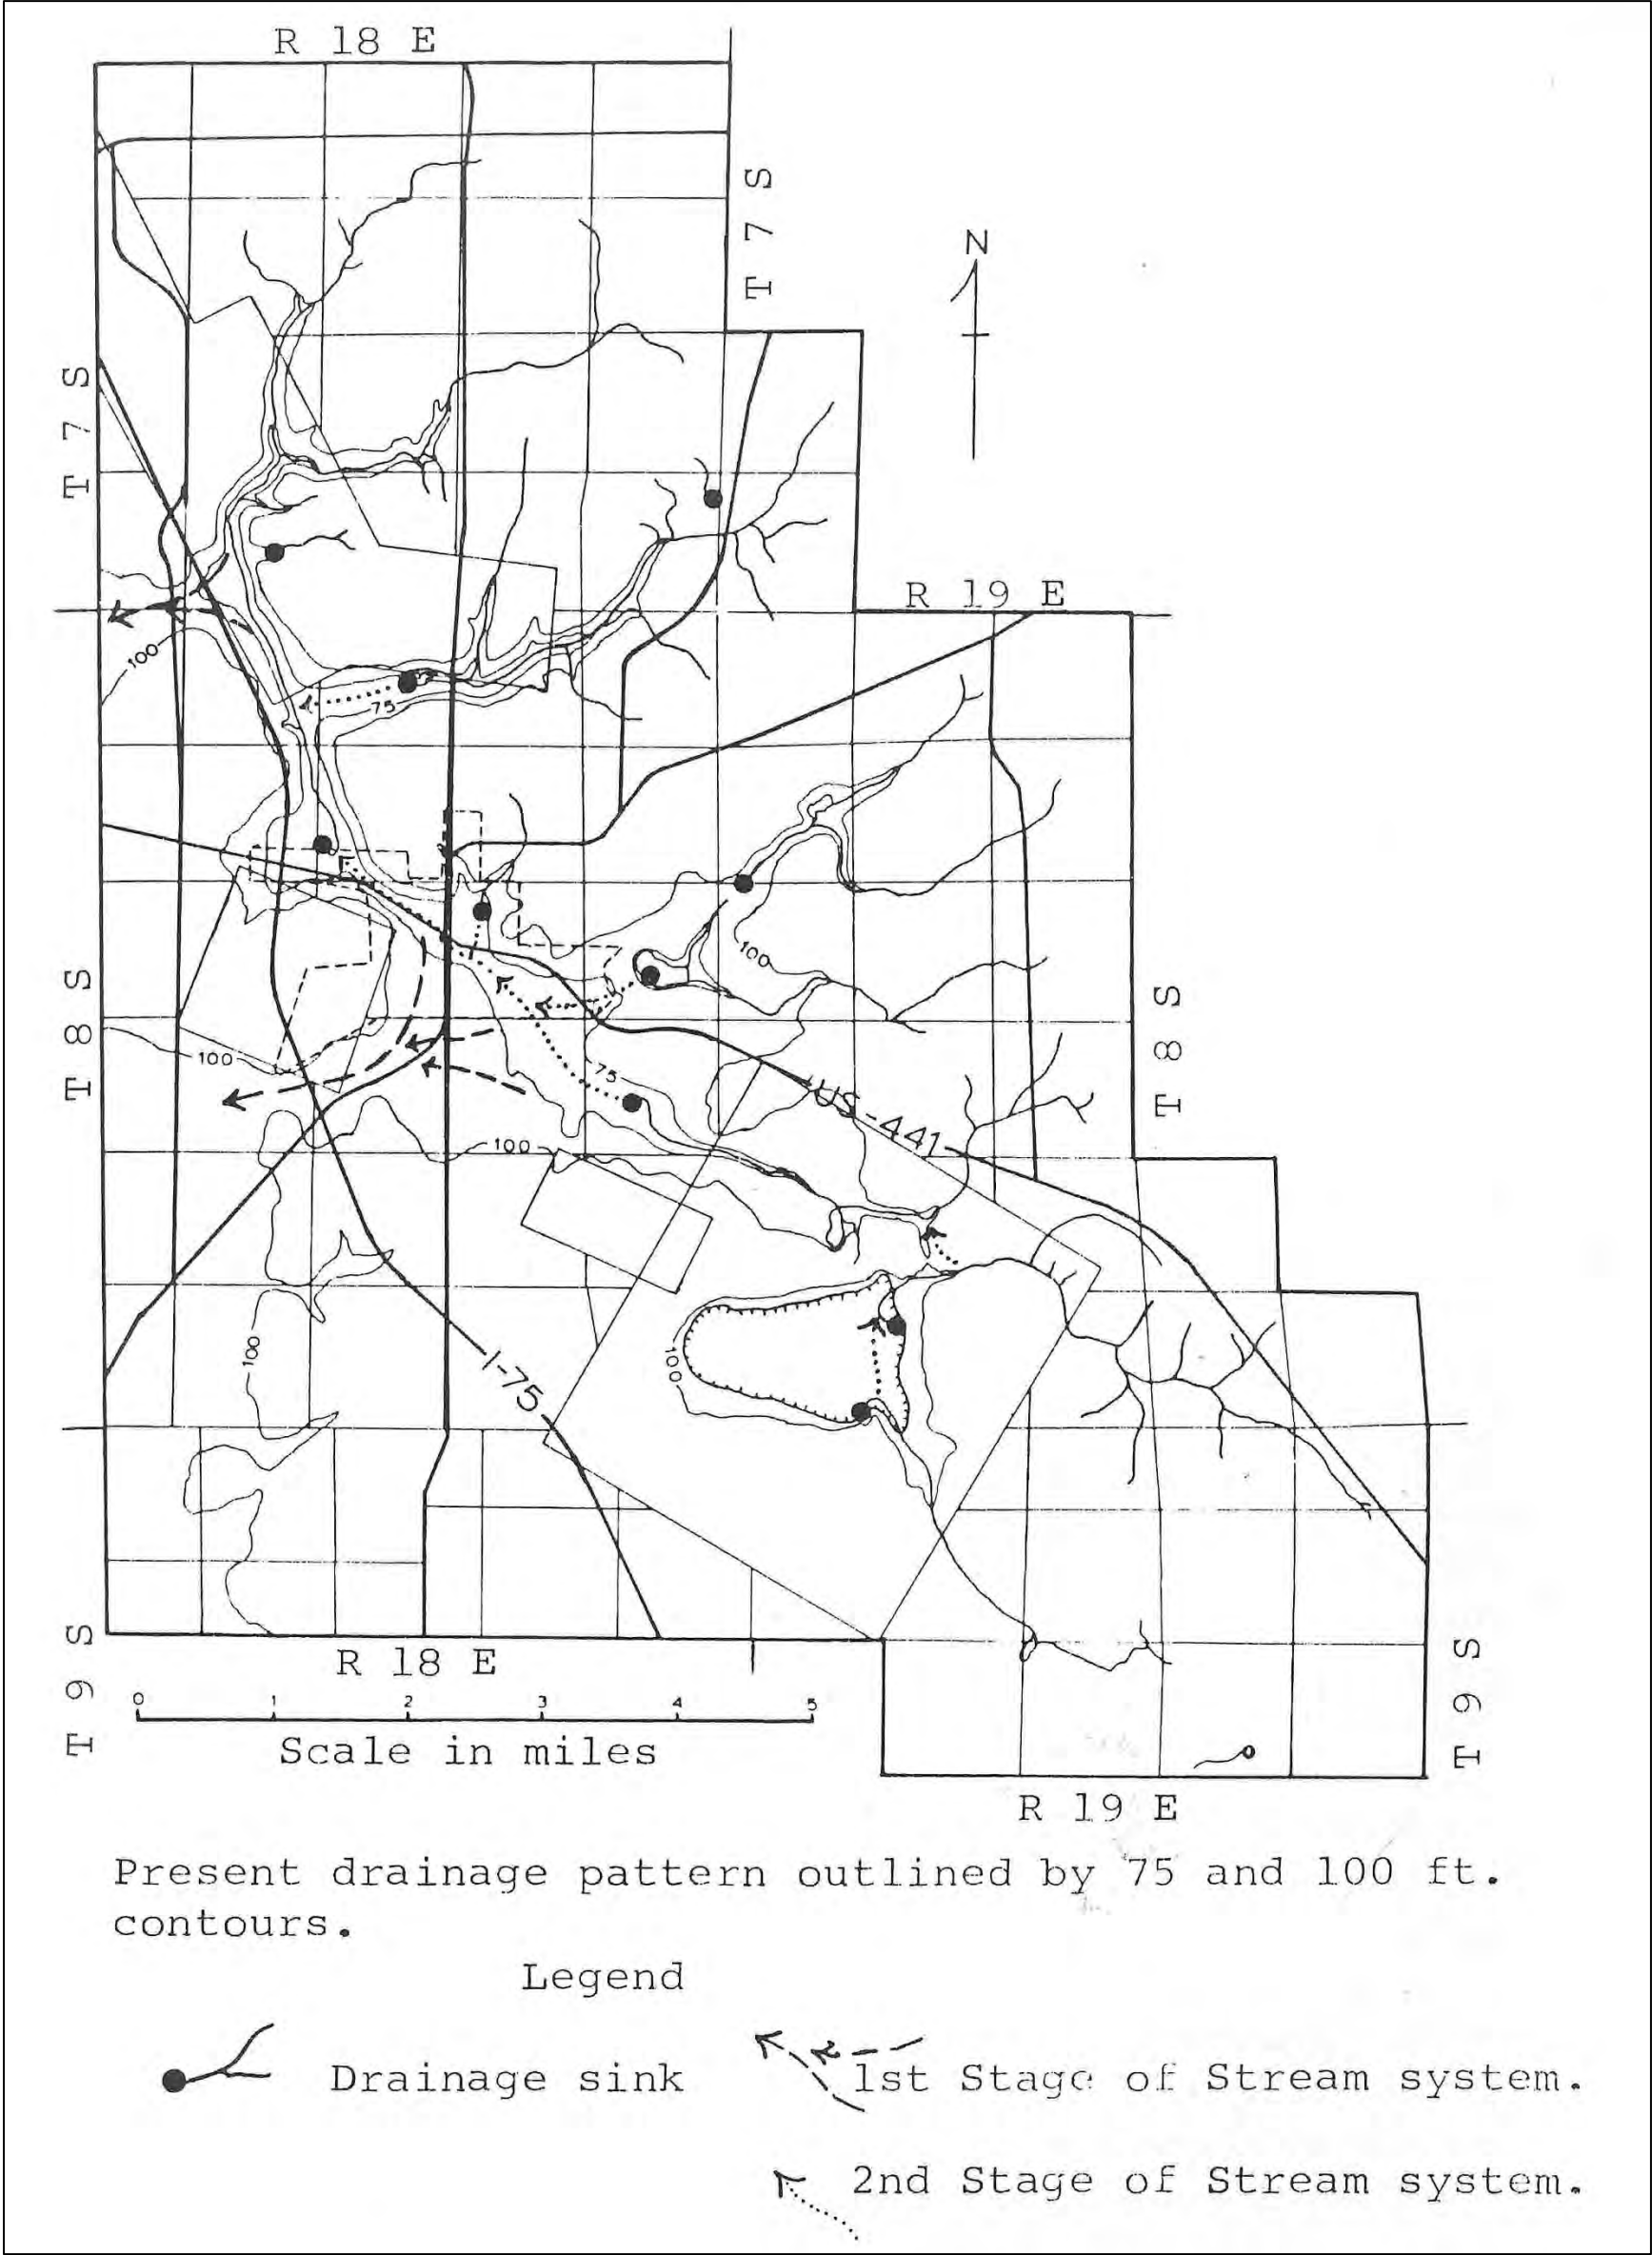 R 18 E
T 7 S
N
T 7 S
R 19 E
100
75
100
T 8 S
T 8 S
100
75
US-441
100
100
100
I-75
R 18 E
T 9 S
T 9 S
0 1 2 3 4 5
Scale in miles
R 19 E
Present drainage pattern outlined by 75 and 100 ft.
contours.
Legend
Drainage sink
1st Stage of Stream system.
2nd Stage of Stream system.